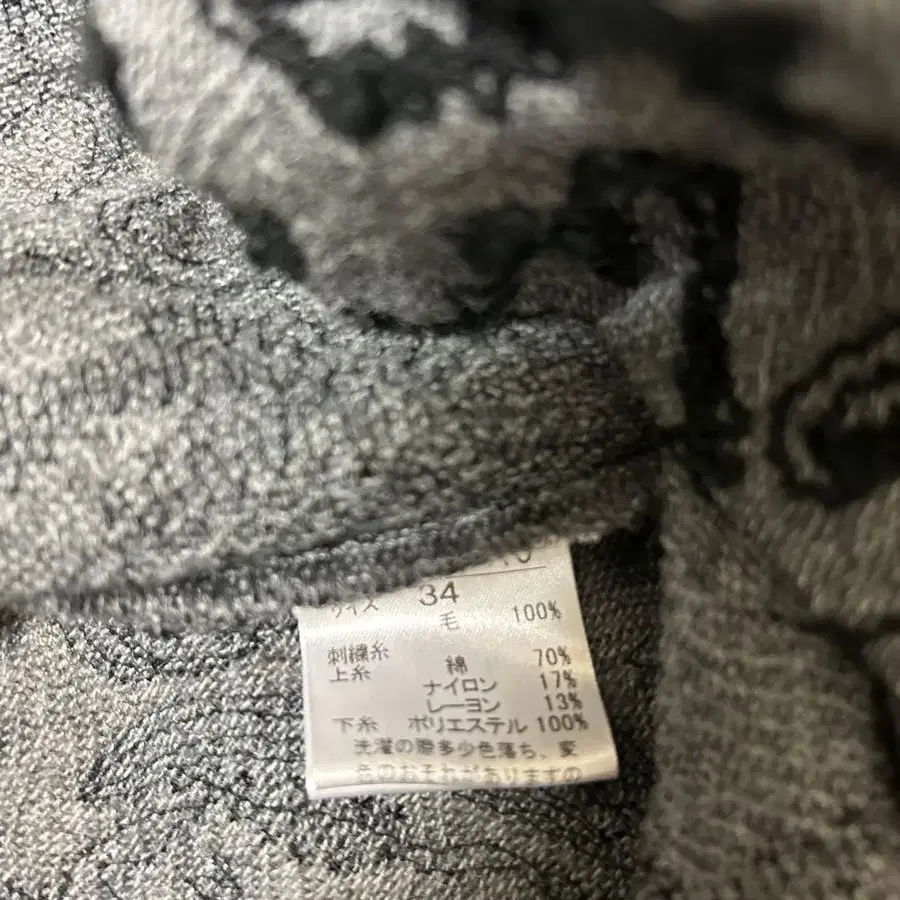 サイズ 34
毛 100%
刺繍糸
上糸 綿 70%
ナイロン 17%
レーヨン 13%
下糸 ポリエステル 100%
洗濯の際多少色落ち、変
色のおそれがありますの